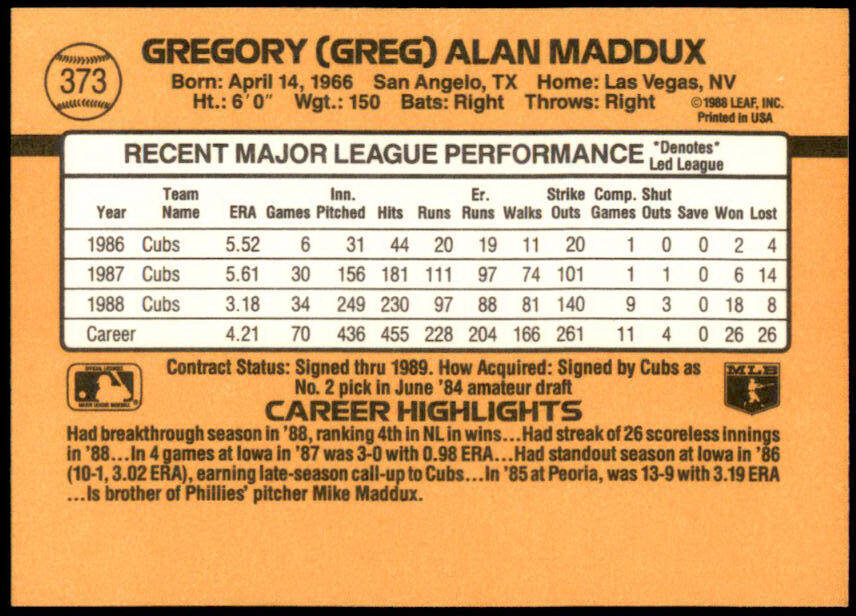 373
GREGORY (GREG) ALAN MADDUX
Born: April 14, 1966 San Angelo, TX Home: Las Vegas, NV
Ht.: 6'0" Wgt.: 150 Bats: Right Throws: Right ©1988 LEAF, INC.
Printed in USA
RECENT MAJOR LEAGUE PERFORMANCE *Denotes*
Led League
Year Team Name ERA Games Inn. Pitched Hits Runs Er. Runs Walks Strike Outs Comp. Games Shut Outs Save Won Lost
1986 Cubs 5.52 6 31 44 20 19 11 20 1 0 0 2 4
1987 Cubs 5.61 30 156 181 111 97 74 101 1 1 0 6 14
1988 Cubs 3.18 34 249 230 97 88 81 140 9 3 0 18 8
Career 4.21 70 436 455 228 204 166 261 11 4 0 26 26
Contract Status: Signed thru 1989. How Acquired: Signed by Cubs as
No. 2 pick in June '84 amateur draft
OFFICIAL LICENSEE
MAJOR LEAGUE BASEBALL
MLB
CAREER HIGHLIGHTS
Had breakthrough season in '88, ranking 4th in NL in wins...Had streak of 26 scoreless innings
in '88...In 4 games at Iowa in '87 was 3-0 with 0.98 ERA...Had standout season at Iowa in '86
(10-1, 3.02 ERA), earning late-season call-up to Cubs...In '85 at Peoria, was 13-9 with 3.19 ERA
...Is brother of Phillies' pitcher Mike Maddux.